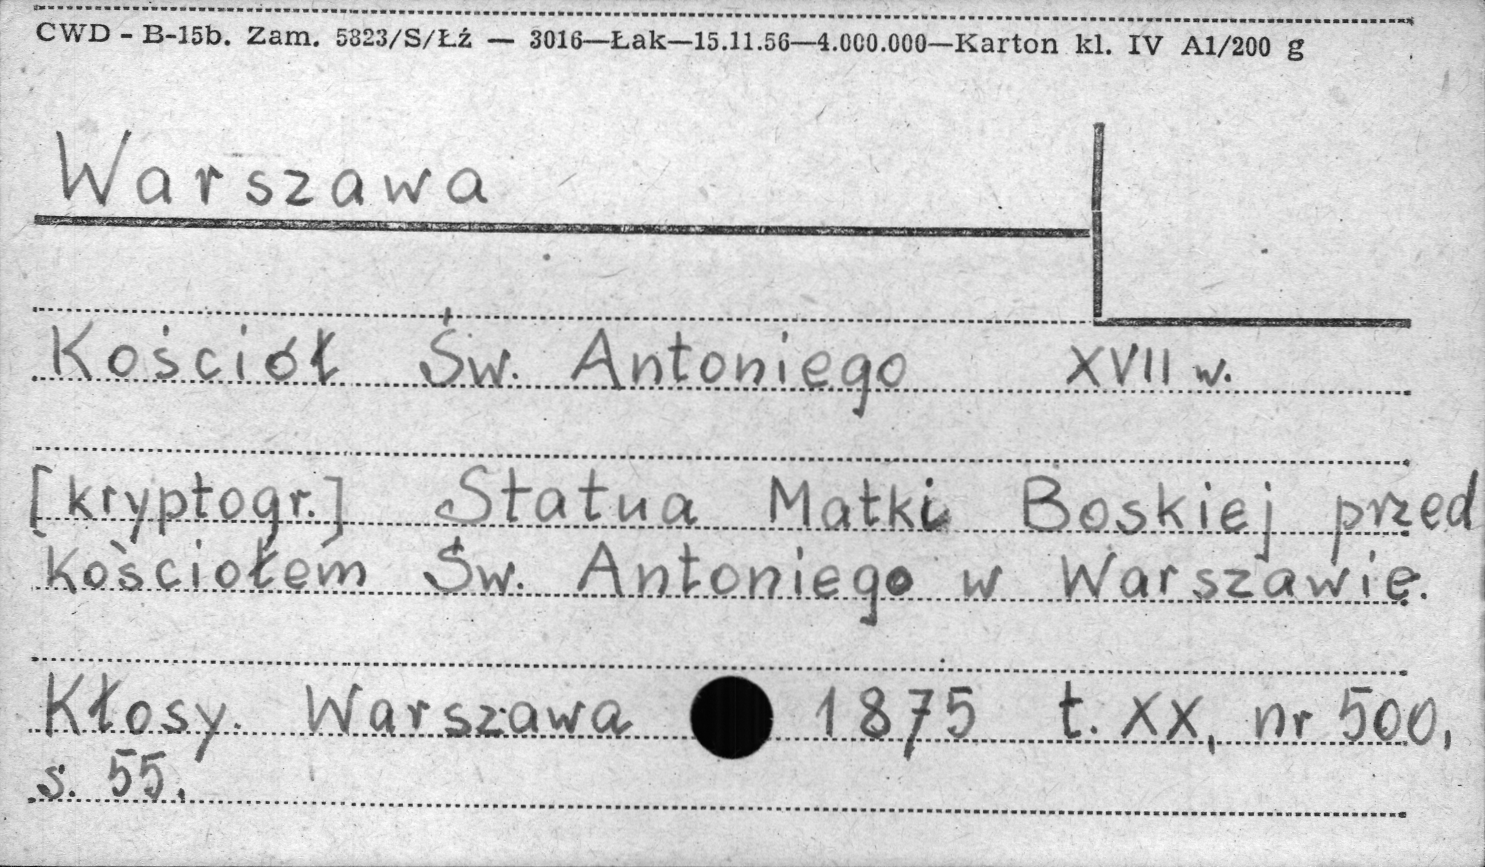 CWD - B-15b. Zam. 5823/S/Łź — 3016—Łak—15.11.56—4.000.000—Karton kl. IV A1/200 g
Warszawa
Kościół Św. Antoniego XVII w.
[kryptogr.] Statua Matki Boskiej przed
kościołem Św. Antoniego w Warszawie.
Kłosy. Warszawa 1875 t. XX, nr 500,
s. 55.